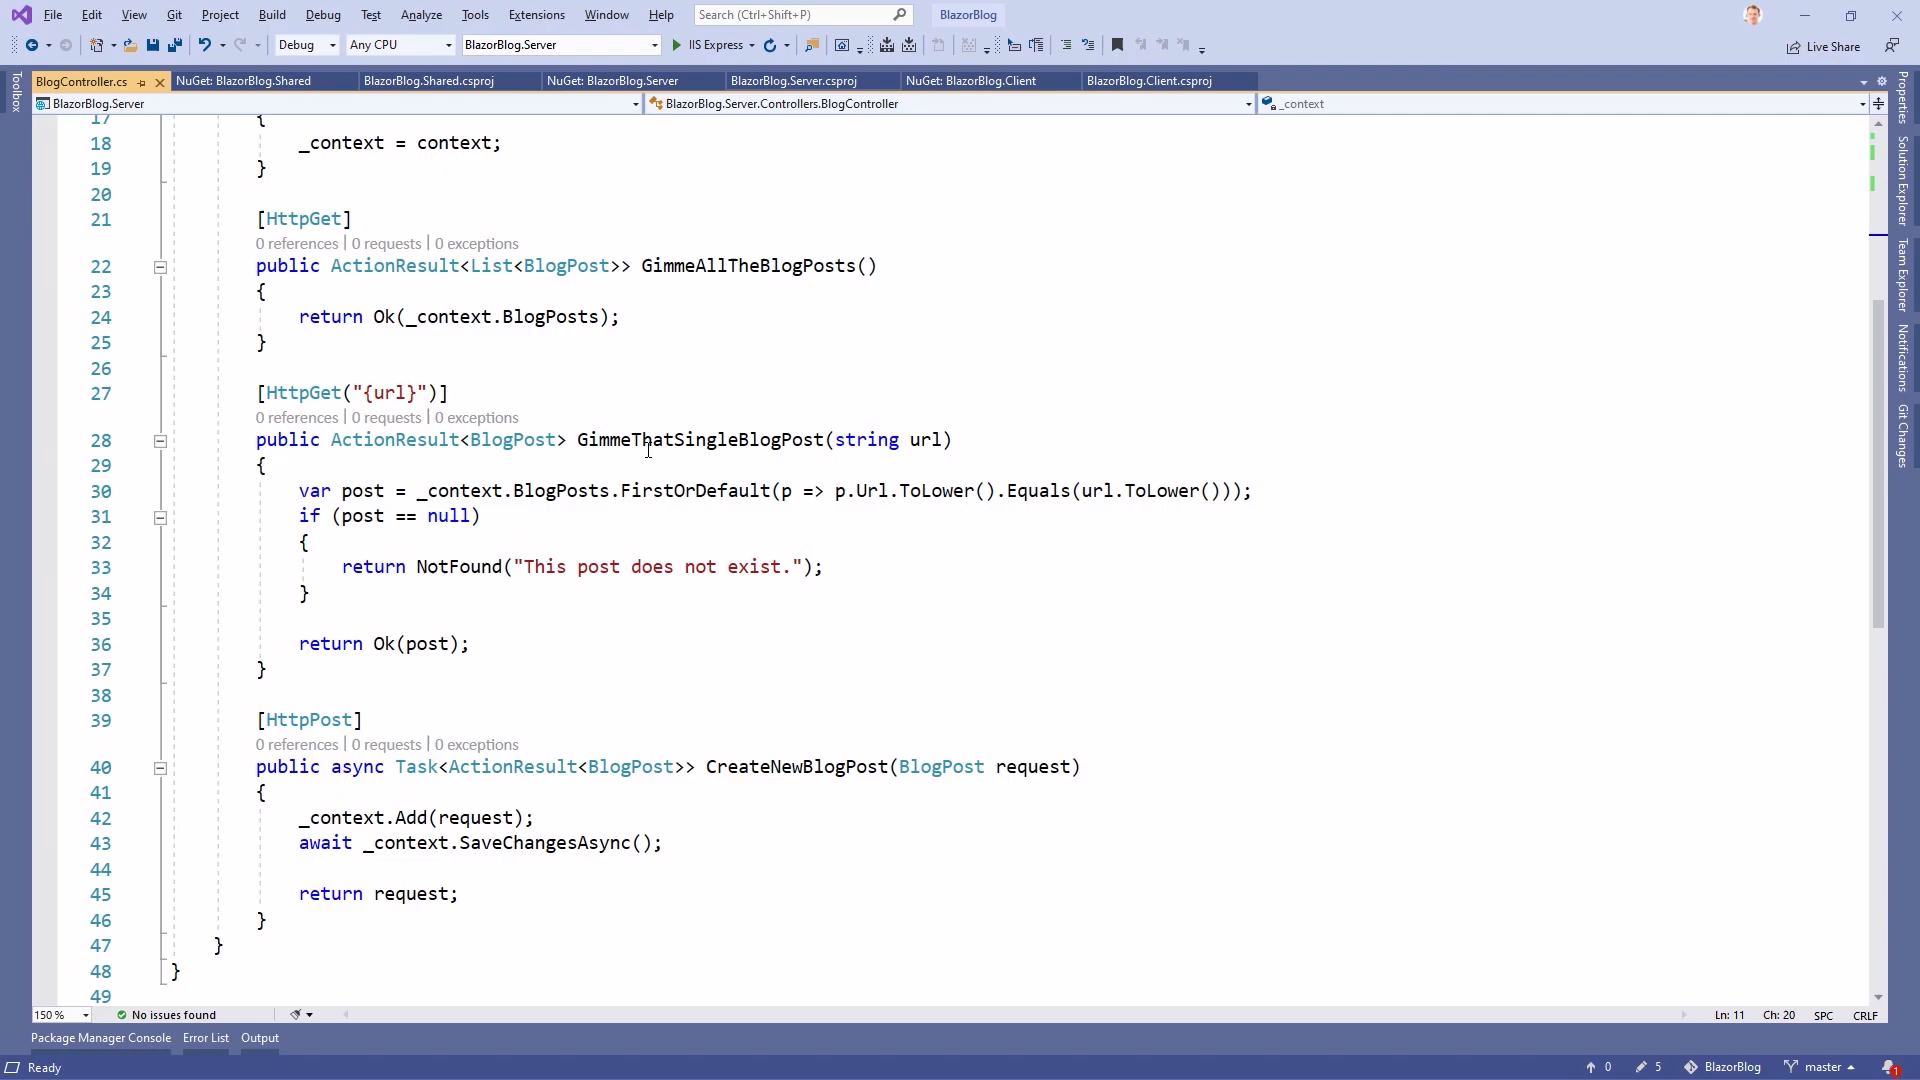 File Edit View Git Project Build Debug Test Analyze Tools Extensions Window Help Search (Ctrl+Shift+P) BlazorBlog
Debug Any CPU BlazorBlog.Server IIS Express Live Share
BlogController.cs NuGet: BlazorBlog.Shared BlazorBlog.Shared.csproj NuGet: BlazorBlog.Server BlazorBlog.Server.csproj NuGet: BlazorBlog.Client BlazorBlog.Client.csproj
BlazorBlog.Server BlazorBlog.Server.Controllers.BlogController _context
Toolbox
Properties
Solution Explorer
Team Explorer
Notifications
Git Changes
17 {
18 _context = context;
19 }
20
21 [HttpGet]
0 references | 0 requests | 0 exceptions
22 public ActionResult<List<BlogPost>> GimmeAllTheBlogPosts()
23 {
24 return Ok(_context.BlogPosts);
25 }
26
27 [HttpGet("{url}")]
0 references | 0 requests | 0 exceptions
28 public ActionResult<BlogPost> GimmeThatSingleBlogPost(string url)
29 {
30 var post = _context.BlogPosts.FirstOrDefault(p => p.Url.ToLower().Equals(url.ToLower()));
31 if (post == null)
32 {
33 return NotFound("This post does not exist.");
34 }
35
36 return Ok(post);
37 }
38
39 [HttpPost]
0 references | 0 requests | 0 exceptions
40 public async Task<ActionResult<BlogPost>> CreateNewBlogPost(BlogPost request)
41 {
42 _context.Add(request);
43 await _context.SaveChangesAsync();
44
45 return request;
46 }
47 }
48 }
49
150 % No issues found Ln: 11 Ch: 20 SPC CRLF
Package Manager Console Error List Output
Ready 0 5 BlazorBlog master 1